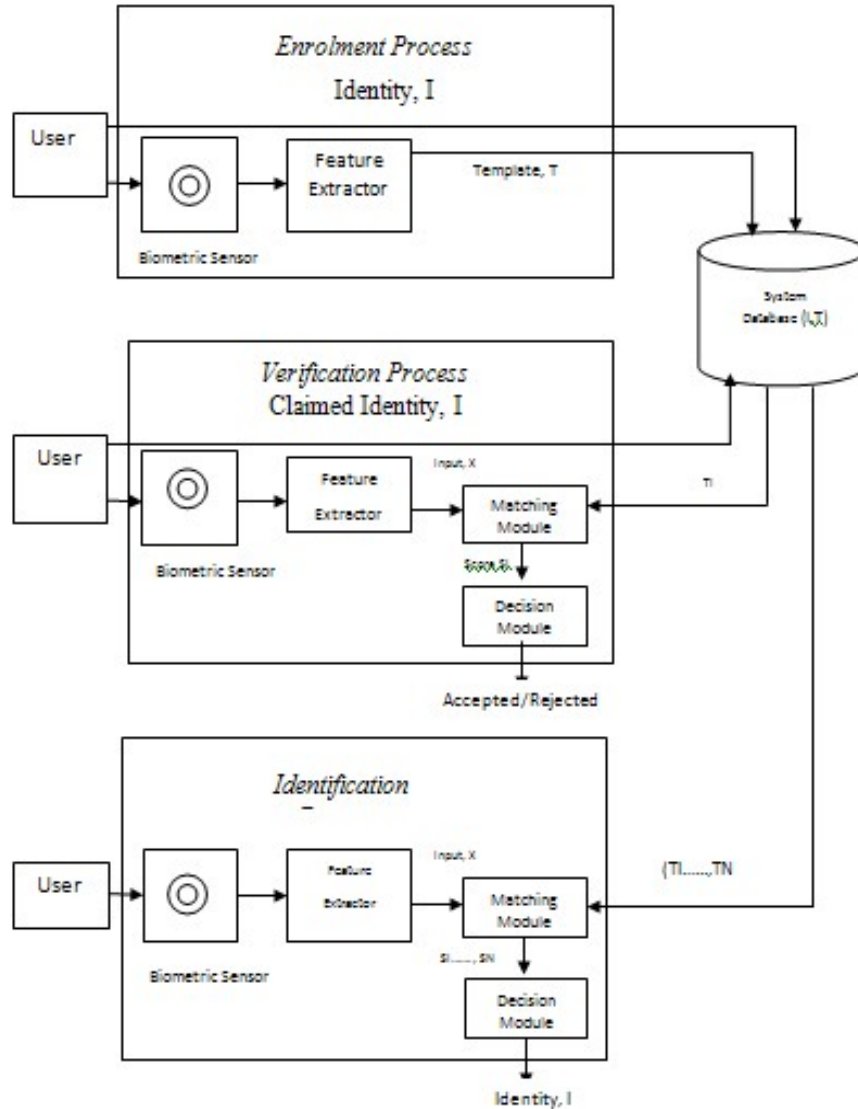 Enrolment Process
Identity, I
User
Feature
Extractor
Template, T
Biometric Sensor
System
Database (I,T)
Verification Process
Claimed Identity, I
User
Feature
Extractor
Input, X
Matching
Module
TI
Biometric Sensor
Score, SI.
Decision
Module
Accepted/Rejected
Identification
User
Feature
Extractor
Input, X
Matching
Module
(TI......,TN
Biometric Sensor
SI......, SN
Decision
Module
Identity, I